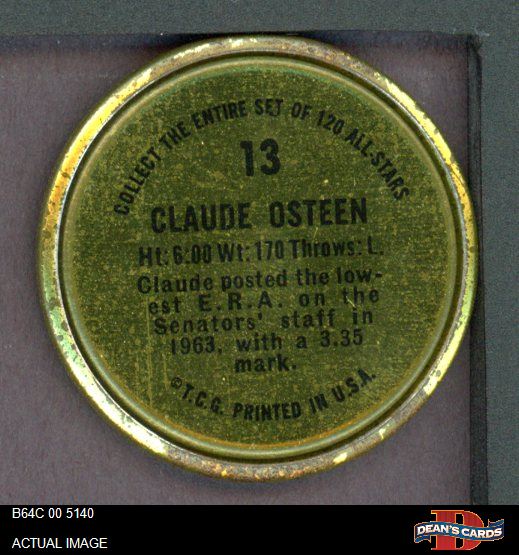 COLLECT THE ENTIRE SET OF 120 ALL-STARS
13
CLAUDE OSTEEN
Ht: 6:00 Wt: 170 Throws: L.
Claude posted the low-
est E.R.A. on the
Senators' staff in
1963, with a 3.35
mark.
©T.C.G. PRINTED IN U.S.A.
B64C 00 5140
ACTUAL IMAGE
D
DEAN'S CARDS